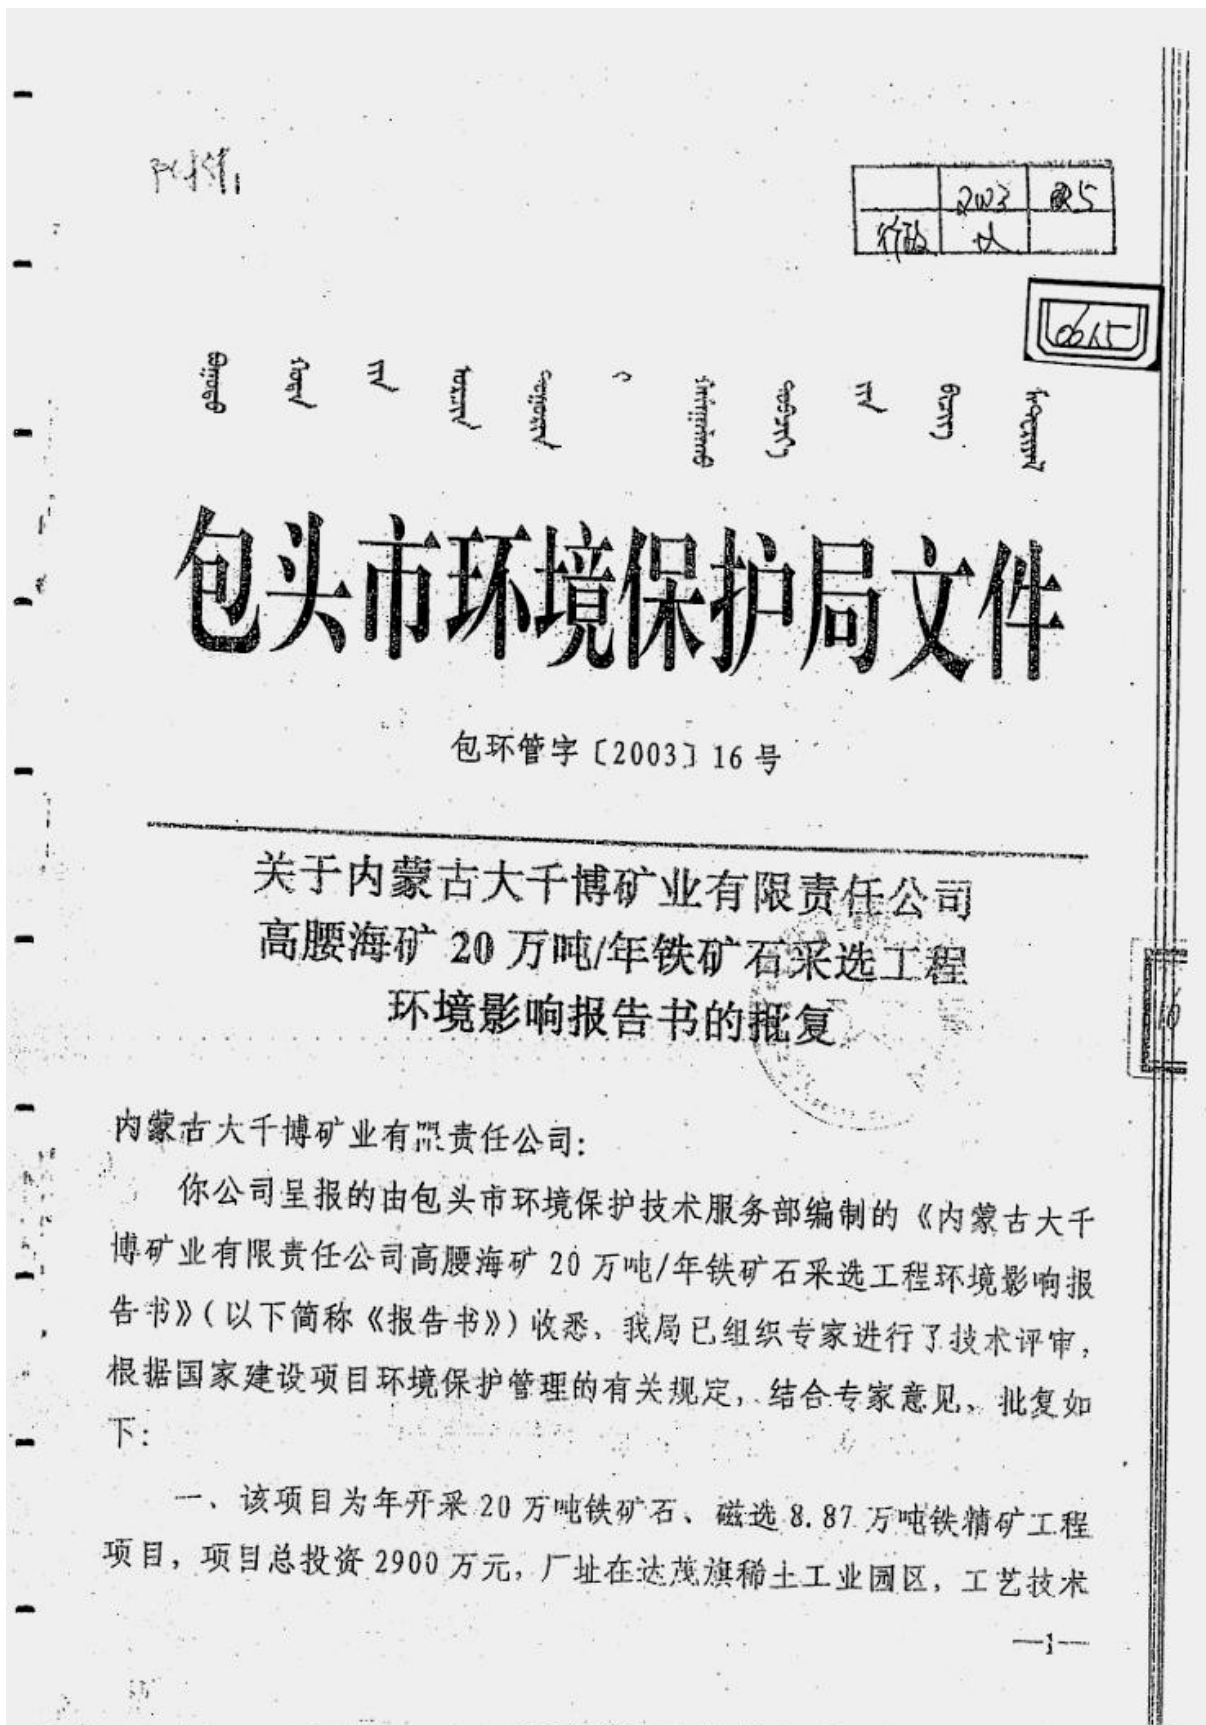 附件1
2003
行政
0615
包头市环境保护局文件
包环管字〔2003〕16号
关于内蒙古大千博矿业有限责任公司
高腰海矿 20 万吨/年铁矿石采选工程
环境影响报告书的批复
内蒙古大千博矿业有限责任公司:
你公司呈报的由包头市环境保护技术服务部编制的《内蒙古大千
博矿业有限责任公司高腰海矿 20 万吨/年铁矿石采选工程环境影响报
告书》(以下简称《报告书》)收悉, 我局已组织专家进行了技术评审,
根据国家建设项目环境保护管理的有关规定, 结合专家意见, 批复如
下:
一、该项目为年开采 20 万吨铁矿石、磁选 8.87 万吨铁精矿工程
项目, 项目总投资 2900 万元, 厂址在达茂旗稀土工业园区, 工艺技术
—1—